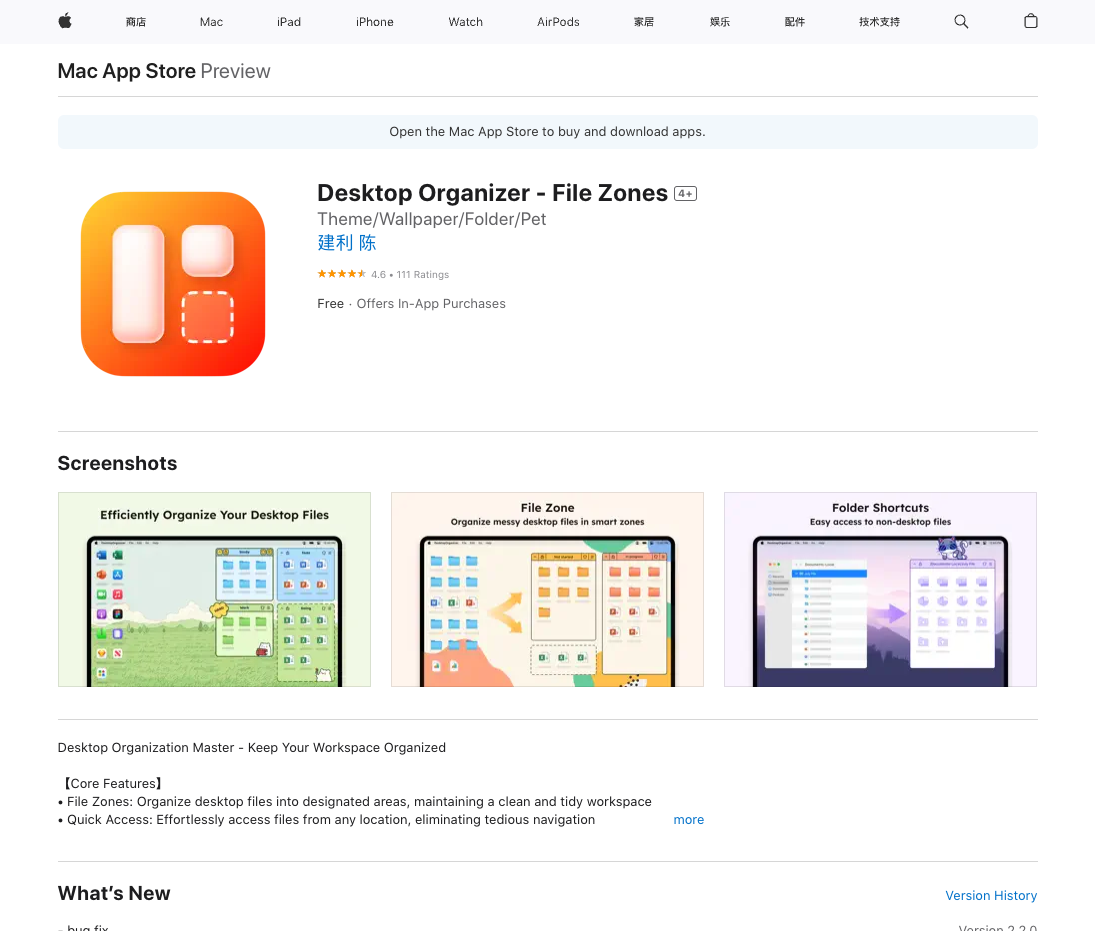 商店 Mac iPad iPhone Watch AirPods 家居 娱乐 配件 技术支持
Mac App Store Preview
Open the Mac App Store to buy and download apps.
Desktop Organizer - File Zones 4+
Theme/Wallpaper/Folder/Pet
建利 陈
4.6 • 111 Ratings
Free · Offers In-App Purchases
Screenshots
Efficiently Organize Your Desktop Files
File Zone
Organize messy desktop files in smart zones
Folder Shortcuts
Easy access to non-desktop files
Desktop Organization Master - Keep Your Workspace Organized
【Core Features】
• File Zones: Organize desktop files into designated areas, maintaining a clean and tidy workspace
• Quick Access: Effortlessly access files from any location, eliminating tedious navigation
more
What's New
Version History
- bug fix
Version 2.2.0